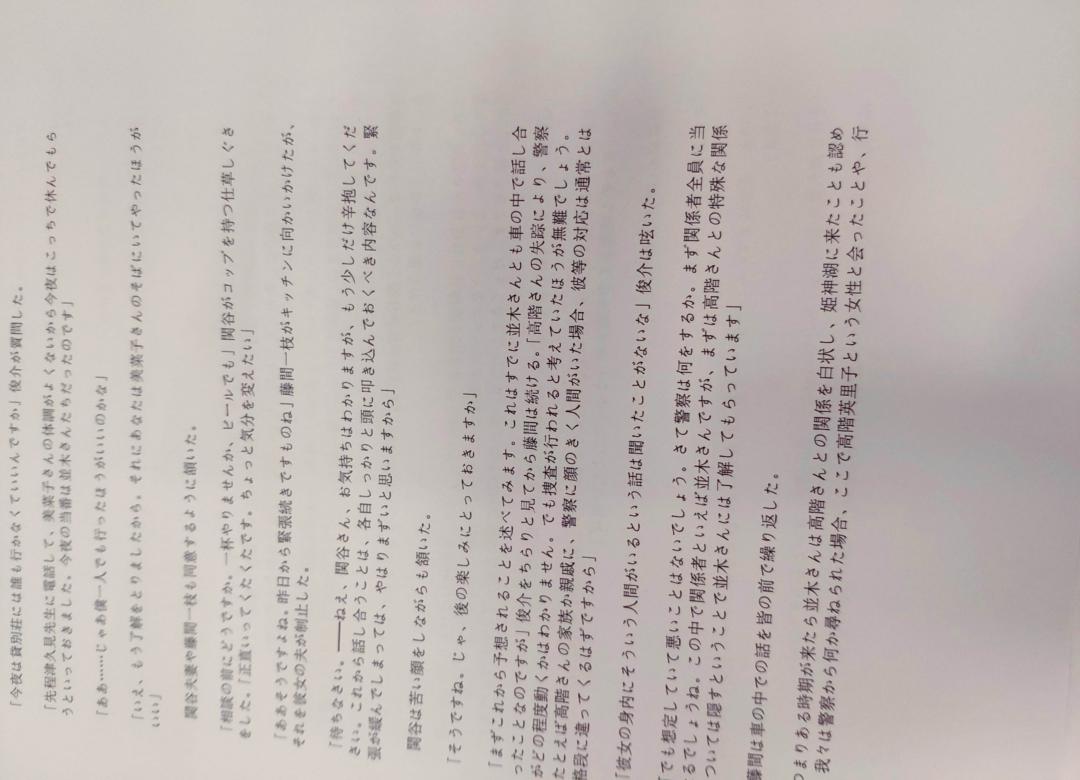 「今夜は貸別荘には誰も行かなくていいんですか」俊介が質問した。
「先程津久見先生に電話して、美菜子さんの体調がよくないから今夜はこっちで休んでもら
うといっておきました。今夜の当番は並木さんたちだったのです」
「ああ……じゃあ僕一人でも行ったほうがいいのかな」
「いえ、もう了解をとりましたから。それにあなたは美菜子さんのそばにいてやったほうが
いい」
関谷夫妻や藤間一枝も同意するように頷いた。
「相談の前にどうですか。一杯やりませんか、ビールでも」関谷がコップを持つ仕草しぐさ
をした。「正直いってくたくたです。ちょっと気分を変えたい」
「ああそうですよね。昨日から緊張続きですものね」藤間一枝がキッチンに向かいかけたが、
それを彼女の夫が制止した。
「待ちなさい。――ねえ、関谷さん、お気持ちはわかりますが、もう少しだけ辛抱してくだ
さい。これから話し合うことは、各自しっかりと頭に叩き込んでおくべき内容なんです。緊
張が緩んでしまっては、やはりまずいと思いますから」
関谷は苦い顔をしながらも頷いた。
「そうですね。じゃ、後の楽しみにとっておきますか」
「まずこれから予想されることを述べてみます。これはすでに並木さんとも車の中で話し合
ったことなのですが」俊介をちらりと見てから藤間は続ける。「高階さんの失踪により、警察
がどの程度動くかはわかりません。でも捜査が行われると考えていたほうが無難でしょう。
たとえば高階さんの家族か親戚に、警察に顔のきく人間がいた場合、彼等の対応は通常とは
格段に違ってくるはずですから」
「彼女の身内にそういう人間がいるという話は聞いたことがないな」俊介は呟いた。
「でも想定していて悪いことはないでしょう。さて警察は何をするか。まず関係者全員に当
るでしょうね。この中で関係者といえば並木さんですが、まずは高階さんとの特殊な関係
ついては隠すということで並木さんには了解してもらっています」
藤間は車の中での話を皆の前で繰り返した。
つまりある時期が来たら並木さんは高階さんとの関係を白状し、姫神湖に来たことも認め
我々は警察から何か尋ねられた場合、ここで高階英里子という女性と会ったことや、行